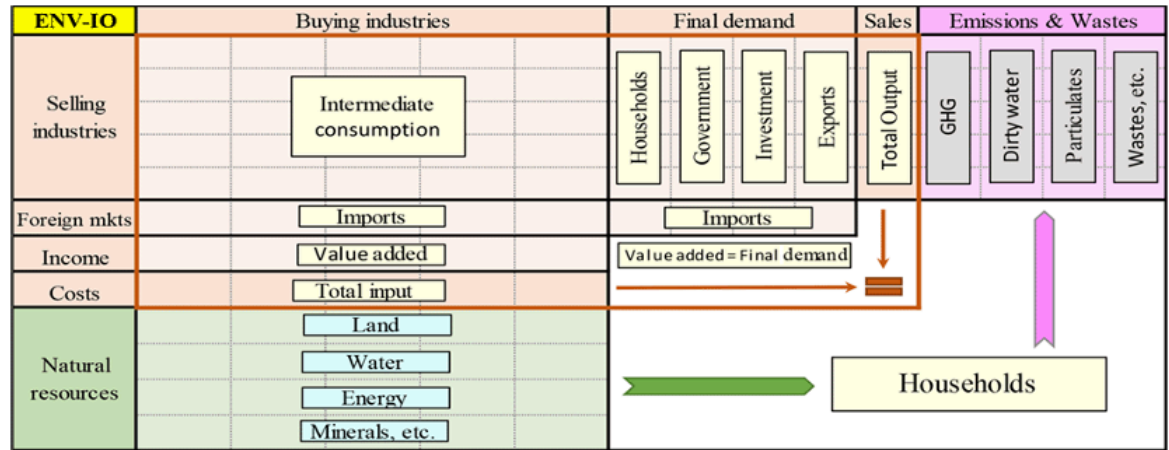 ENV-IO
Buying industries
Final demand
Sales
Emissions & Wastes
Selling
industries
Intermediate
consumption
Households
Government
Investment
Exports
Total Output
GHG
Dirty water
Particulates
Wastes, etc.
Foreign mkts
Imports
Imports
Income
Value added
Value added = Final demand
Costs
Total input
Natural
resources
Land
Water
Energy
Minerals, etc.
Households